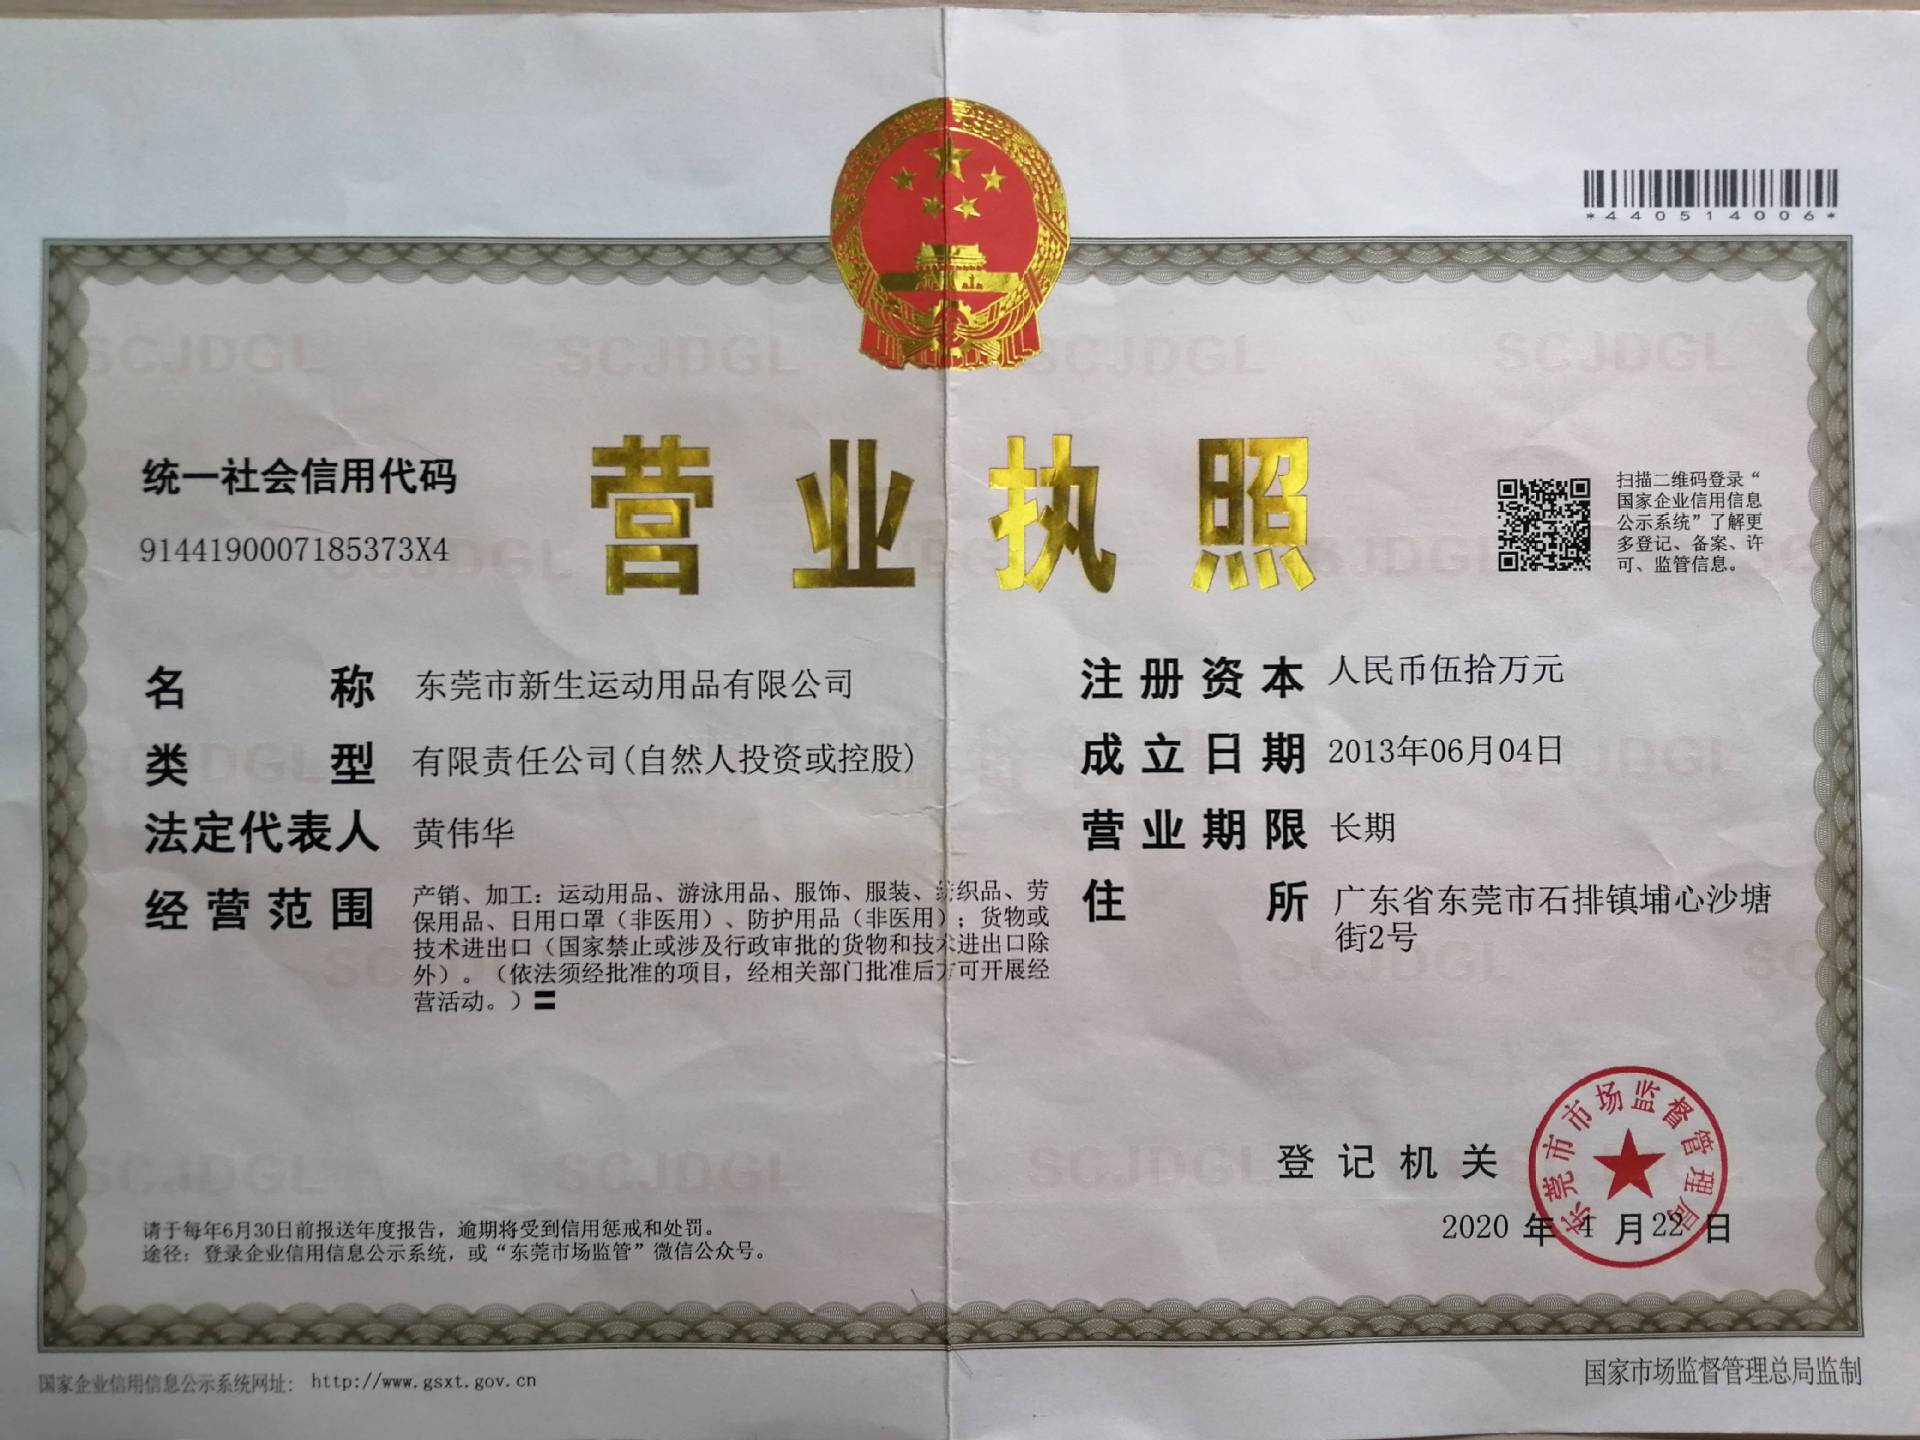 *440514006*
营业执照
统一社会信用代码
9144190007185373X4
扫描二维码登录“
国家企业信用信息
公示系统”了解更
多登记、备案、许
可、监管信息。
名称 东莞市新生运动用品有限公司
类型 有限责任公司(自然人投资或控股)
法定代表人 黄伟华
经营范围 产销、加工：运动用品、游泳用品、服饰、服装、纺织品、劳
保用品、日用口罩（非医用）、防护用品（非医用）；货物或
技术进出口（国家禁止或涉及行政审批的货物和技术进出口除
外）。（依法须经批准的项目，经相关部门批准后方可开展经
营活动。）〓
注册资本 人民币伍拾万元
成立日期 2013年06月04日
营业期限 长期
住所 广东省东莞市石排镇埔心沙塘
街2号
登记机关
东莞市市场监督管理局
2020 年 4 月 22 日
请于每年6月30日前报送年度报告，逾期将受到信用惩戒和处罚。
途径：登录企业信用信息公示系统，或“东莞市场监管”微信公众号。
国家企业信用信息公示系统网址： http://www.gsxt.gov.cn
国家市场监督管理总局监制
SCJDGL